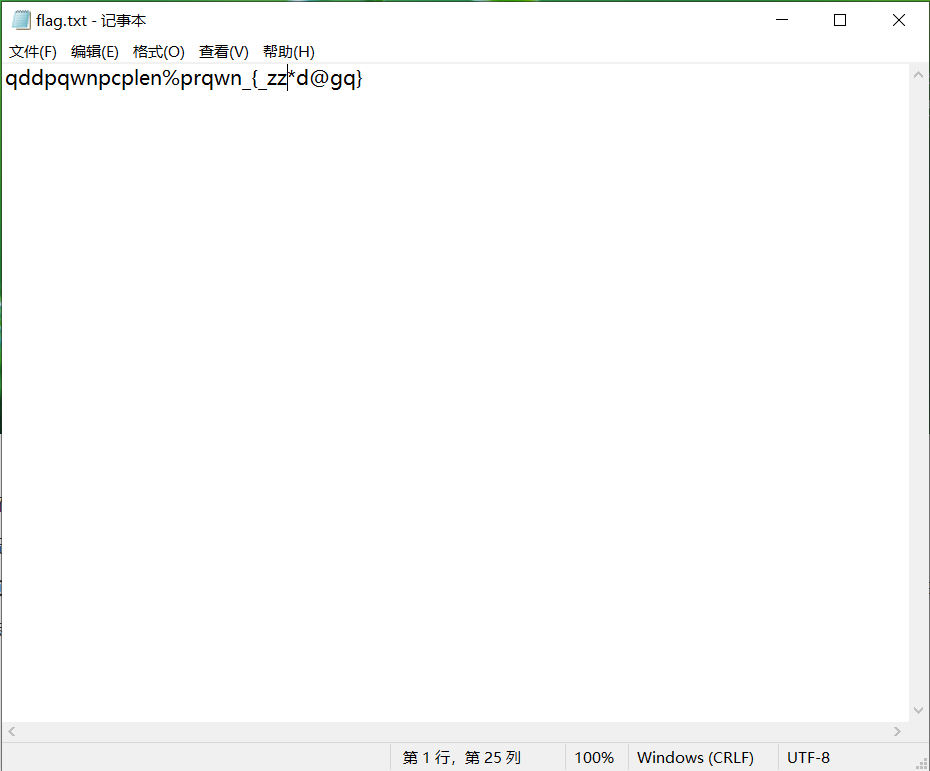 flag.txt - 记事本
文件(F) 编辑(E) 格式(O) 查看(V) 帮助(H)
qddpqwnpcplen%prqwn_{_zz*d@gq}
第 1 行，第 25 列 100% Windows (CRLF) UTF-8